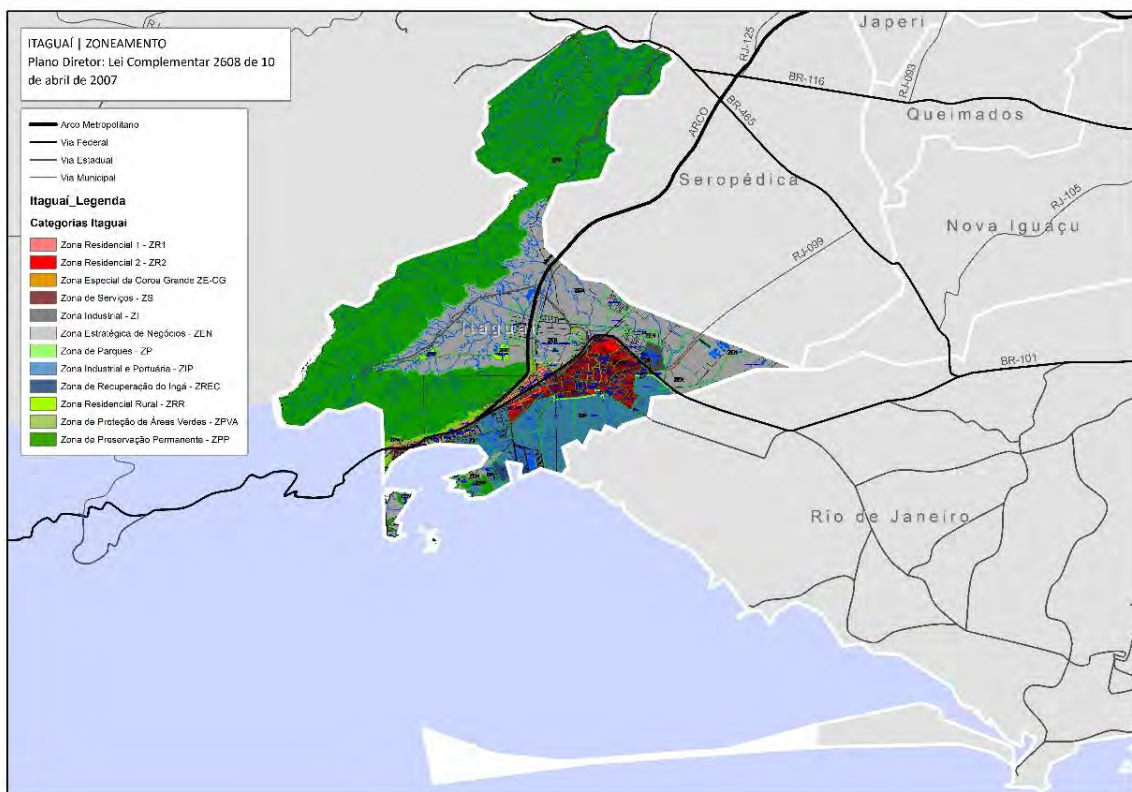 ITAGUAÍ | ZONEAMENTO
Plano Diretor: Lei Complementar 2608 de 10
de abril de 2007
Arco Metropolitano
Via Federal
Via Estadual
Via Municipal
Itaguaí_Legenda
Categorias Itaguai
Zona Residencial 1 - ZR1
Zona Residencial 2 - ZR2
Zona Especial da Coroa Grande ZE-CG
Zona de Serviços - ZS
Zona Industrial - ZI
Zona Estratégica de Negócios - ZEN
Zona de Parques - ZP
Zona Industrial e Portuária - ZIP
Zona de Recuperação do Ingá - ZREC
Zona Residencial Rural - ZRR
Zona de Proteção de Áreas Verdes - ZPVA
Zona de Preservação Permanente - ZPP
Japeri
RJ-125
RJ-093
BR-116
BR-465
ARCO
Queimados
Seropédica
RJ-105
Nova Iguaçu
RJ-099
Itaguaí
ZEN
ZEN
ZEN
ZEN
BR-101
Rio de Janeiro